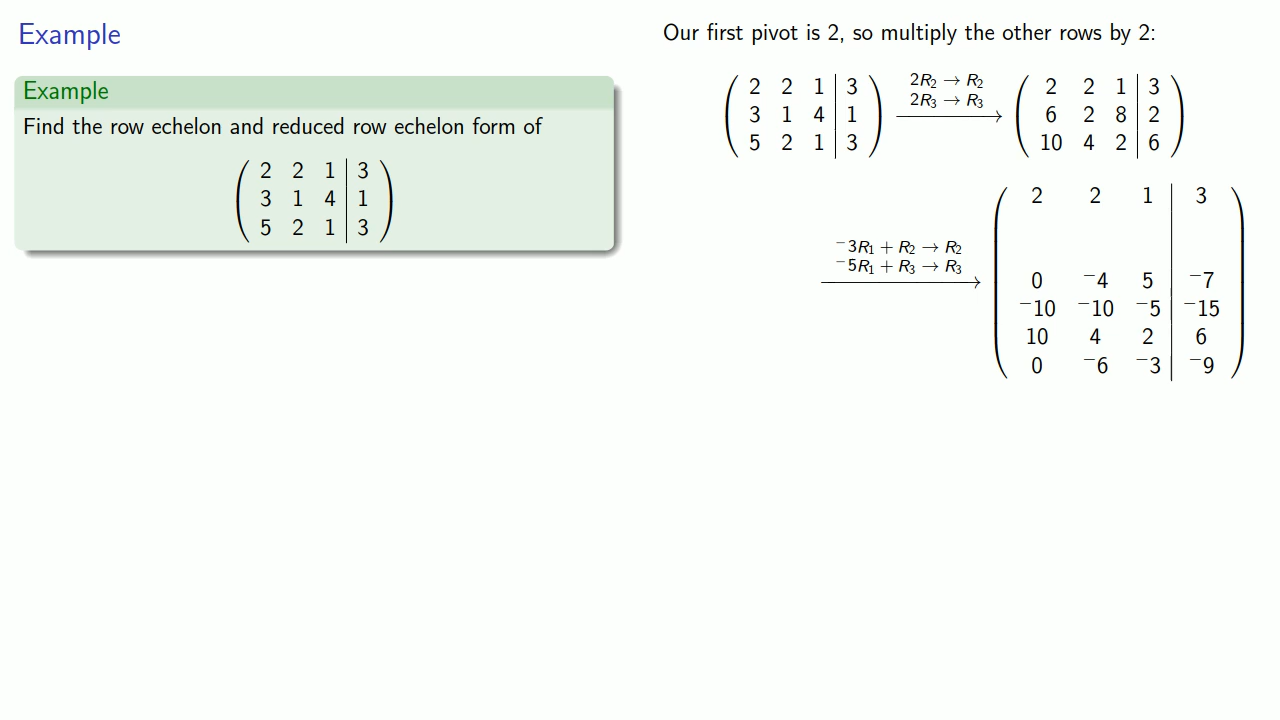 Example
Example
Find the row echelon and reduced row echelon form of
2 2 1 | 3
3 1 4 | 1
5 2 1 | 3
Our first pivot is 2, so multiply the other rows by 2:
2 2 1 | 3
3 1 4 | 1
5 2 1 | 3
2R₂ → R₂
2R₃ → R₃
2 2 1 | 3
6 2 8 | 2
10 4 2 | 6
⁻3R₁ + R₂ → R₂
⁻5R₁ + R₃ → R₃
2 2 1 | 3
0 ⁻4 5 | ⁻7
⁻10 ⁻10 ⁻5 | ⁻15
10 4 2 | 6
0 ⁻6 ⁻3 | ⁻9